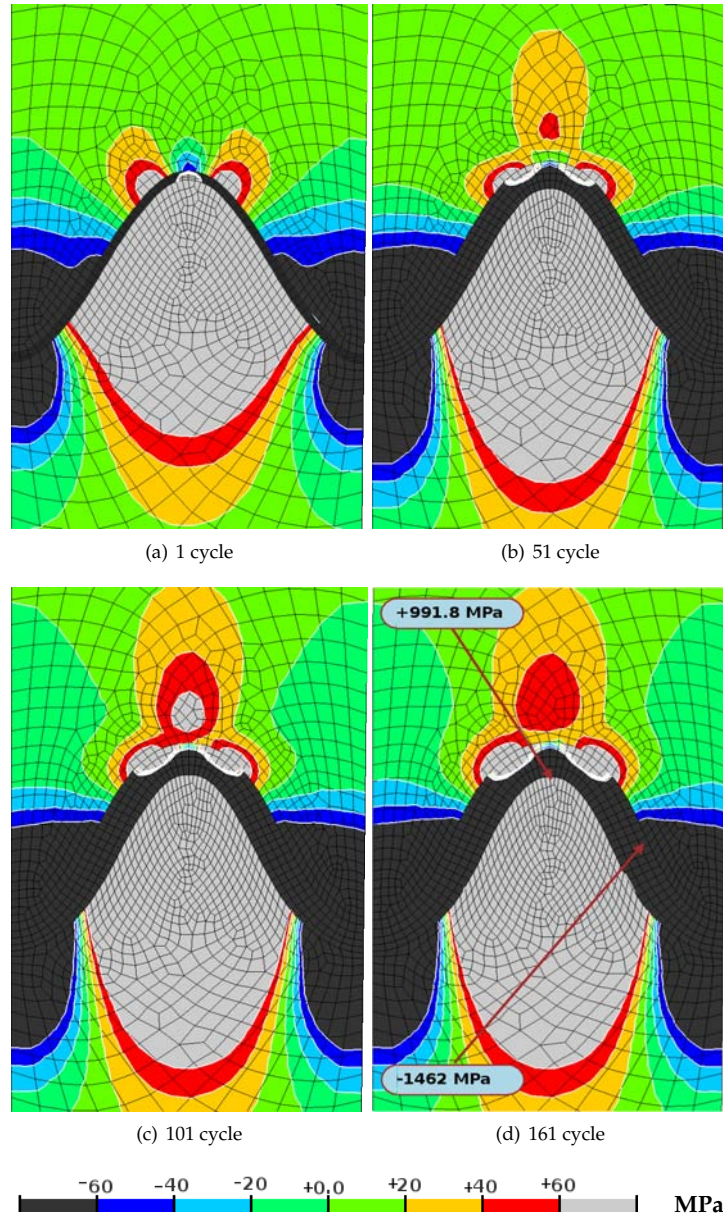 (a) 1 cycle
(b) 51 cycle
+991.8 MPa
-1462 MPa
(c) 101 cycle
(d) 161 cycle
-60 -40 -20 +0.0 +20 +40 +60
MPa